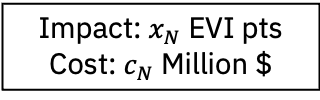 Impact: x_N EVI pts
Cost: c_N Million $